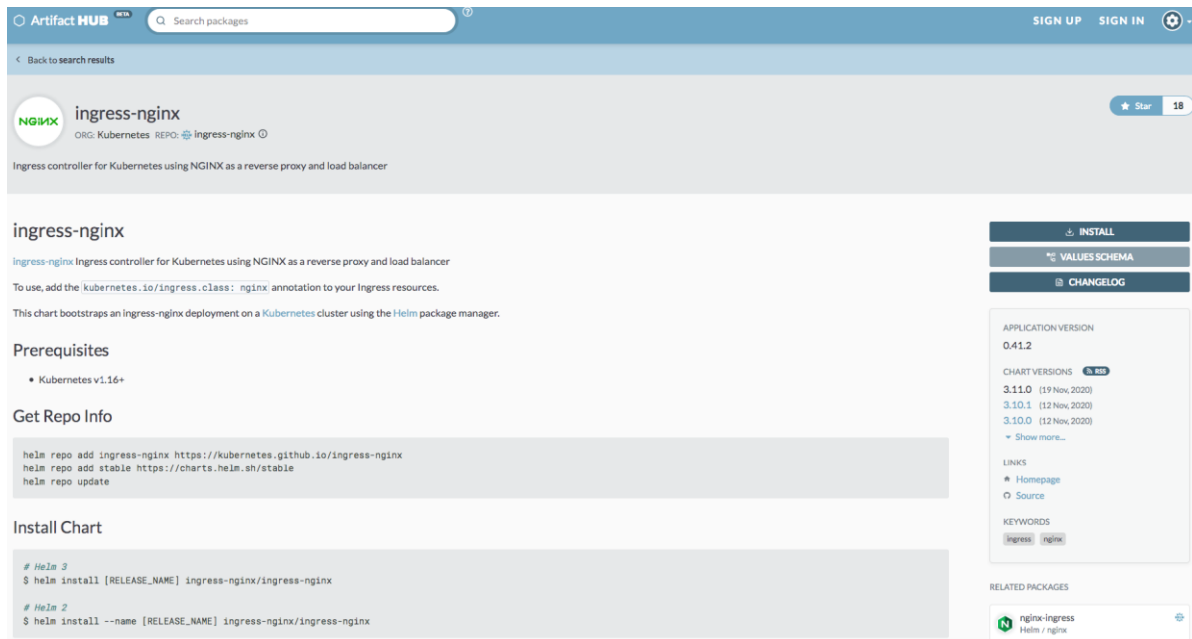 Artifact HUB BETA
Search packages
SIGN UP SIGN IN
Back to search results
NGINX
ingress-nginx
ORG: Kubernetes REPO: ingress-nginx
Star 18
Ingress controller for Kubernetes using NGINX as a reverse proxy and load balancer
ingress-nginx
ingress-nginx Ingress controller for Kubernetes using NGINX as a reverse proxy and load balancer
To use, add the kubernetes.io/ingress.class: nginx annotation to your Ingress resources.
This chart bootstraps an ingress-nginx deployment on a Kubernetes cluster using the Helm package manager.
Prerequisites
• Kubernetes v1.16+
Get Repo Info
helm repo add ingress-nginx https://kubernetes.github.io/ingress-nginx
helm repo add stable https://charts.helm.sh/stable
helm repo update
Install Chart
# Helm 3
$ helm install [RELEASE_NAME] ingress-nginx/ingress-nginx
# Helm 2
$ helm install --name [RELEASE_NAME] ingress-nginx/ingress-nginx
INSTALL
VALUES SCHEMA
CHANGELOG
APPLICATION VERSION
0.41.2
CHART VERSIONS RSS
3.11.0 (19 Nov, 2020)
3.10.1 (12 Nov, 2020)
3.10.0 (12 Nov, 2020)
Show more...
LINKS
Homepage
Source
KEYWORDS
ingress nginx
RELATED PACKAGES
N
nginx-ingress
Helm / nginx